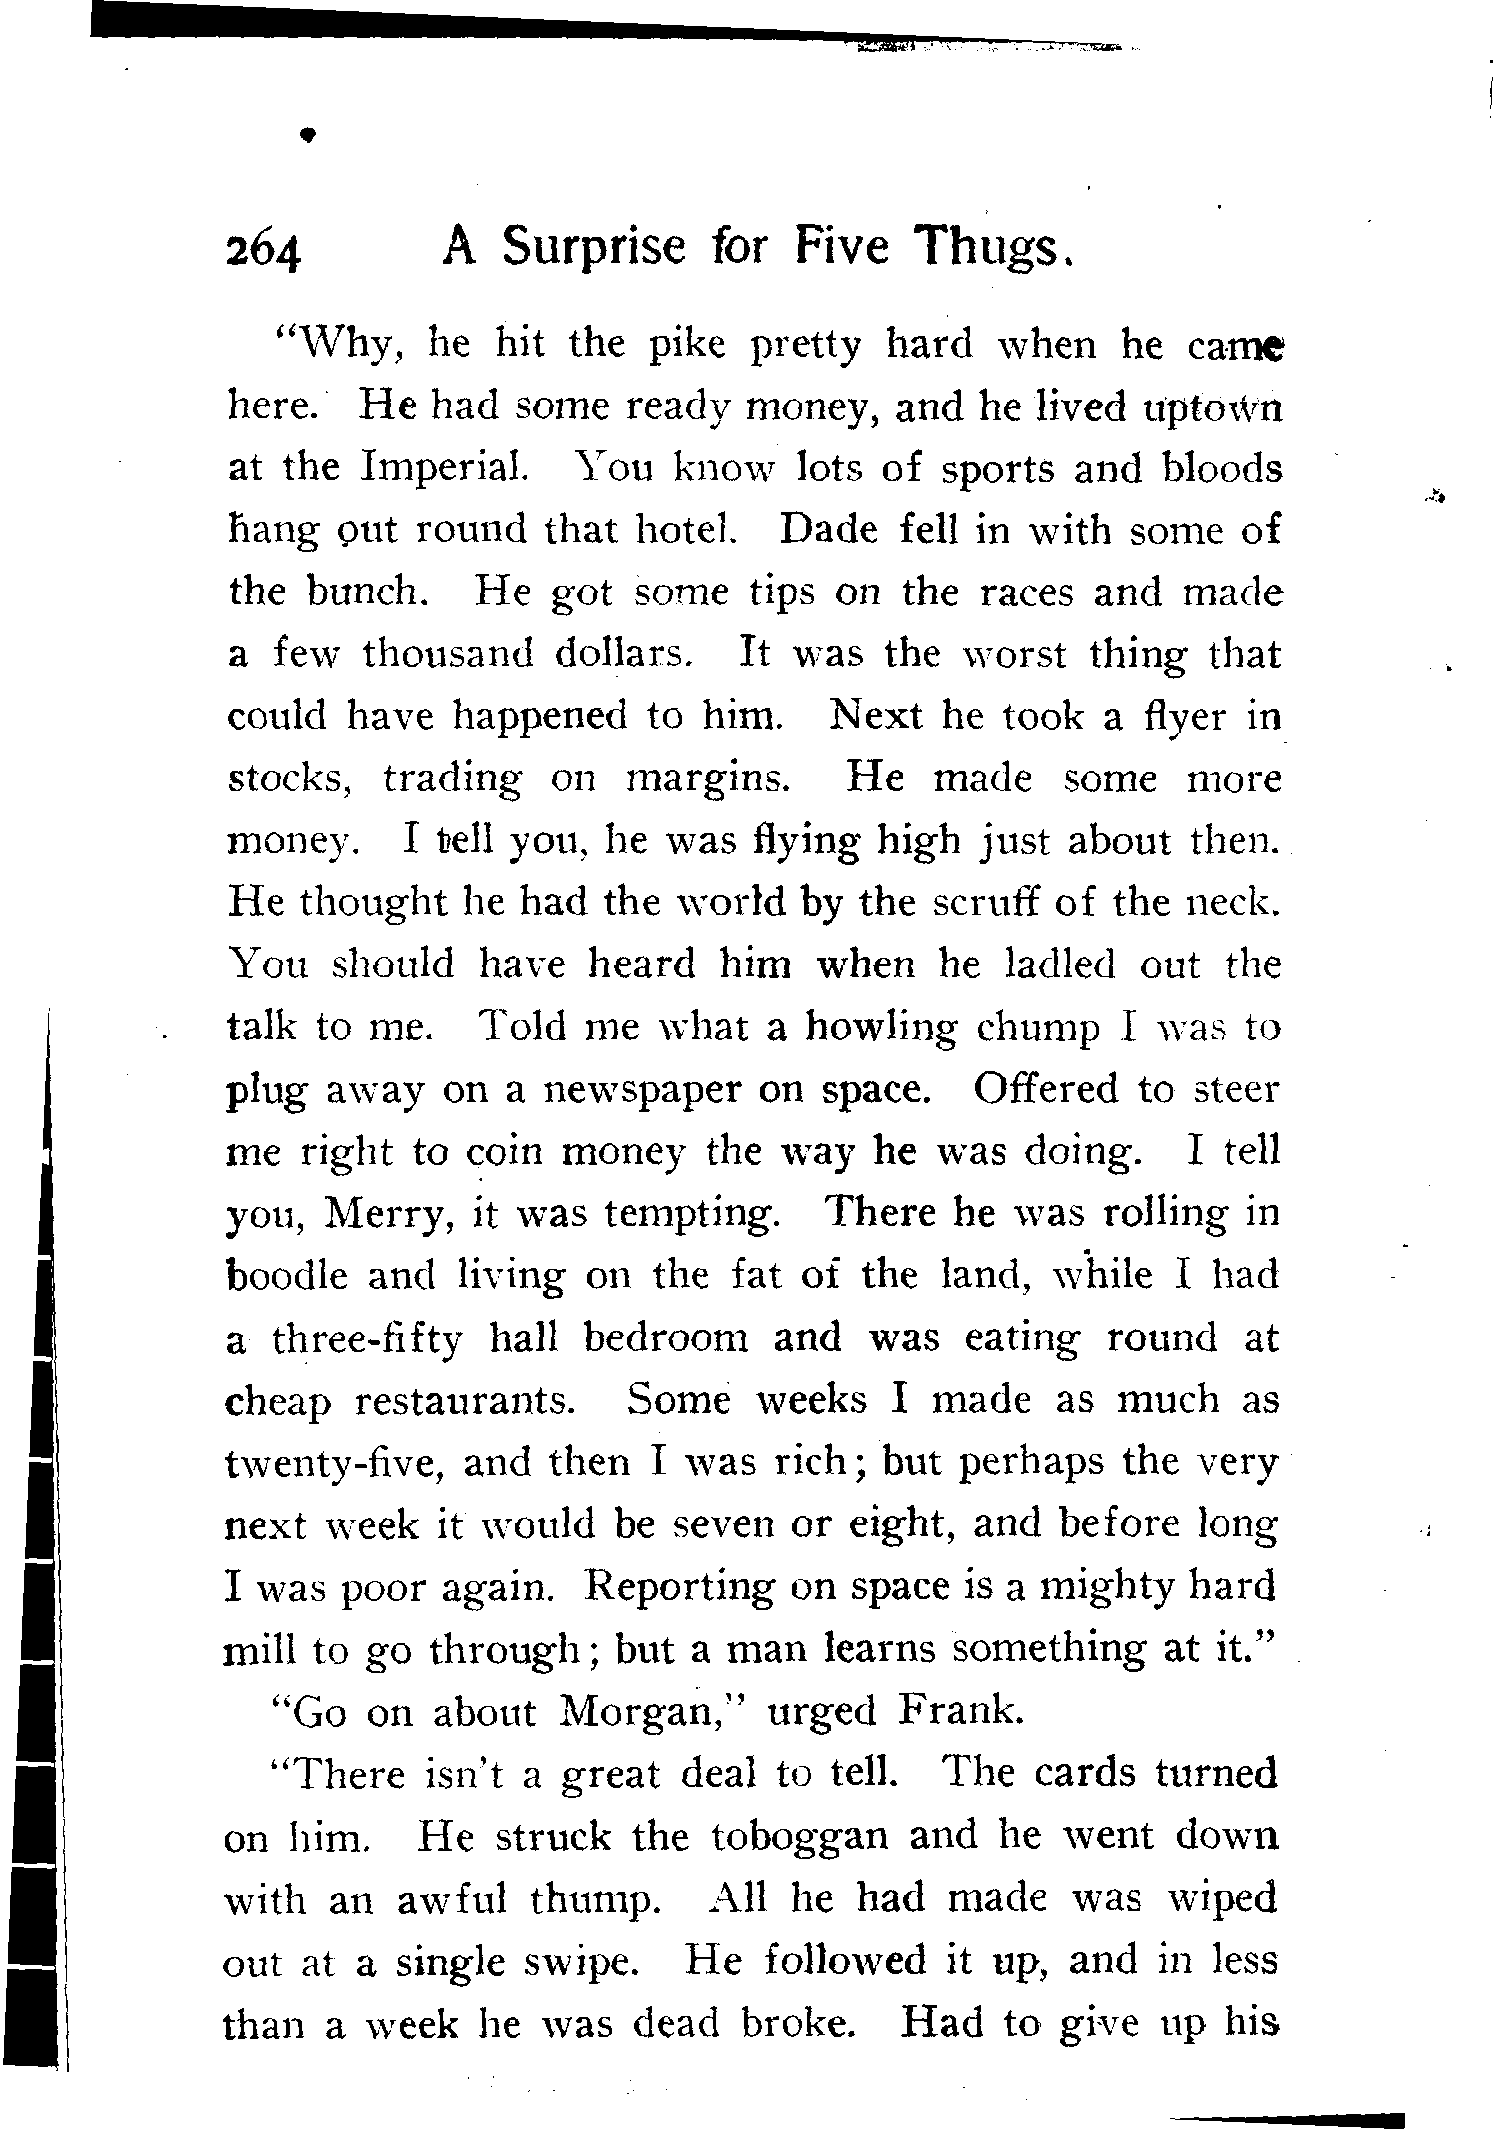 264 A Surprise for Five Thugs.
“Why, he hit the pike pretty hard when he came
here. He had some ready money, and he lived uptown
at the Imperial. You know lots of sports and bloods
hang out round that hotel. Dade fell in with some of
the bunch. He got some tips on the races and made
a few thousand dollars. It was the worst thing that
could have happened to him. Next he took a flyer in
stocks, trading on margins. He made some more
money. I tell you, he was flying high just about then.
He thought he had the world by the scruff of the neck.
You should have heard him when he ladled out the
talk to me. Told me what a howling chump I was to
plug away on a newspaper on space. Offered to steer
me right to coin money the way he was doing. I tell
you, Merry, it was tempting. There he was rolling in
boodle and living on the fat of the land, while I had
a three-fifty hall bedroom and was eating round at
cheap restaurants. Some weeks I made as much as
twenty-five, and then I was rich; but perhaps the very
next week it would be seven or eight, and before long
I was poor again. Reporting on space is a mighty hard
mill to go through; but a man learns something at it.”
“Go on about Morgan,” urged Frank.
“There isn’t a great deal to tell. The cards turned
on him. He struck the toboggan and he went down
with an awful thump. All he had made was wiped
out at a single swipe. He followed it up, and in less
than a week he was dead broke. Had to give up his